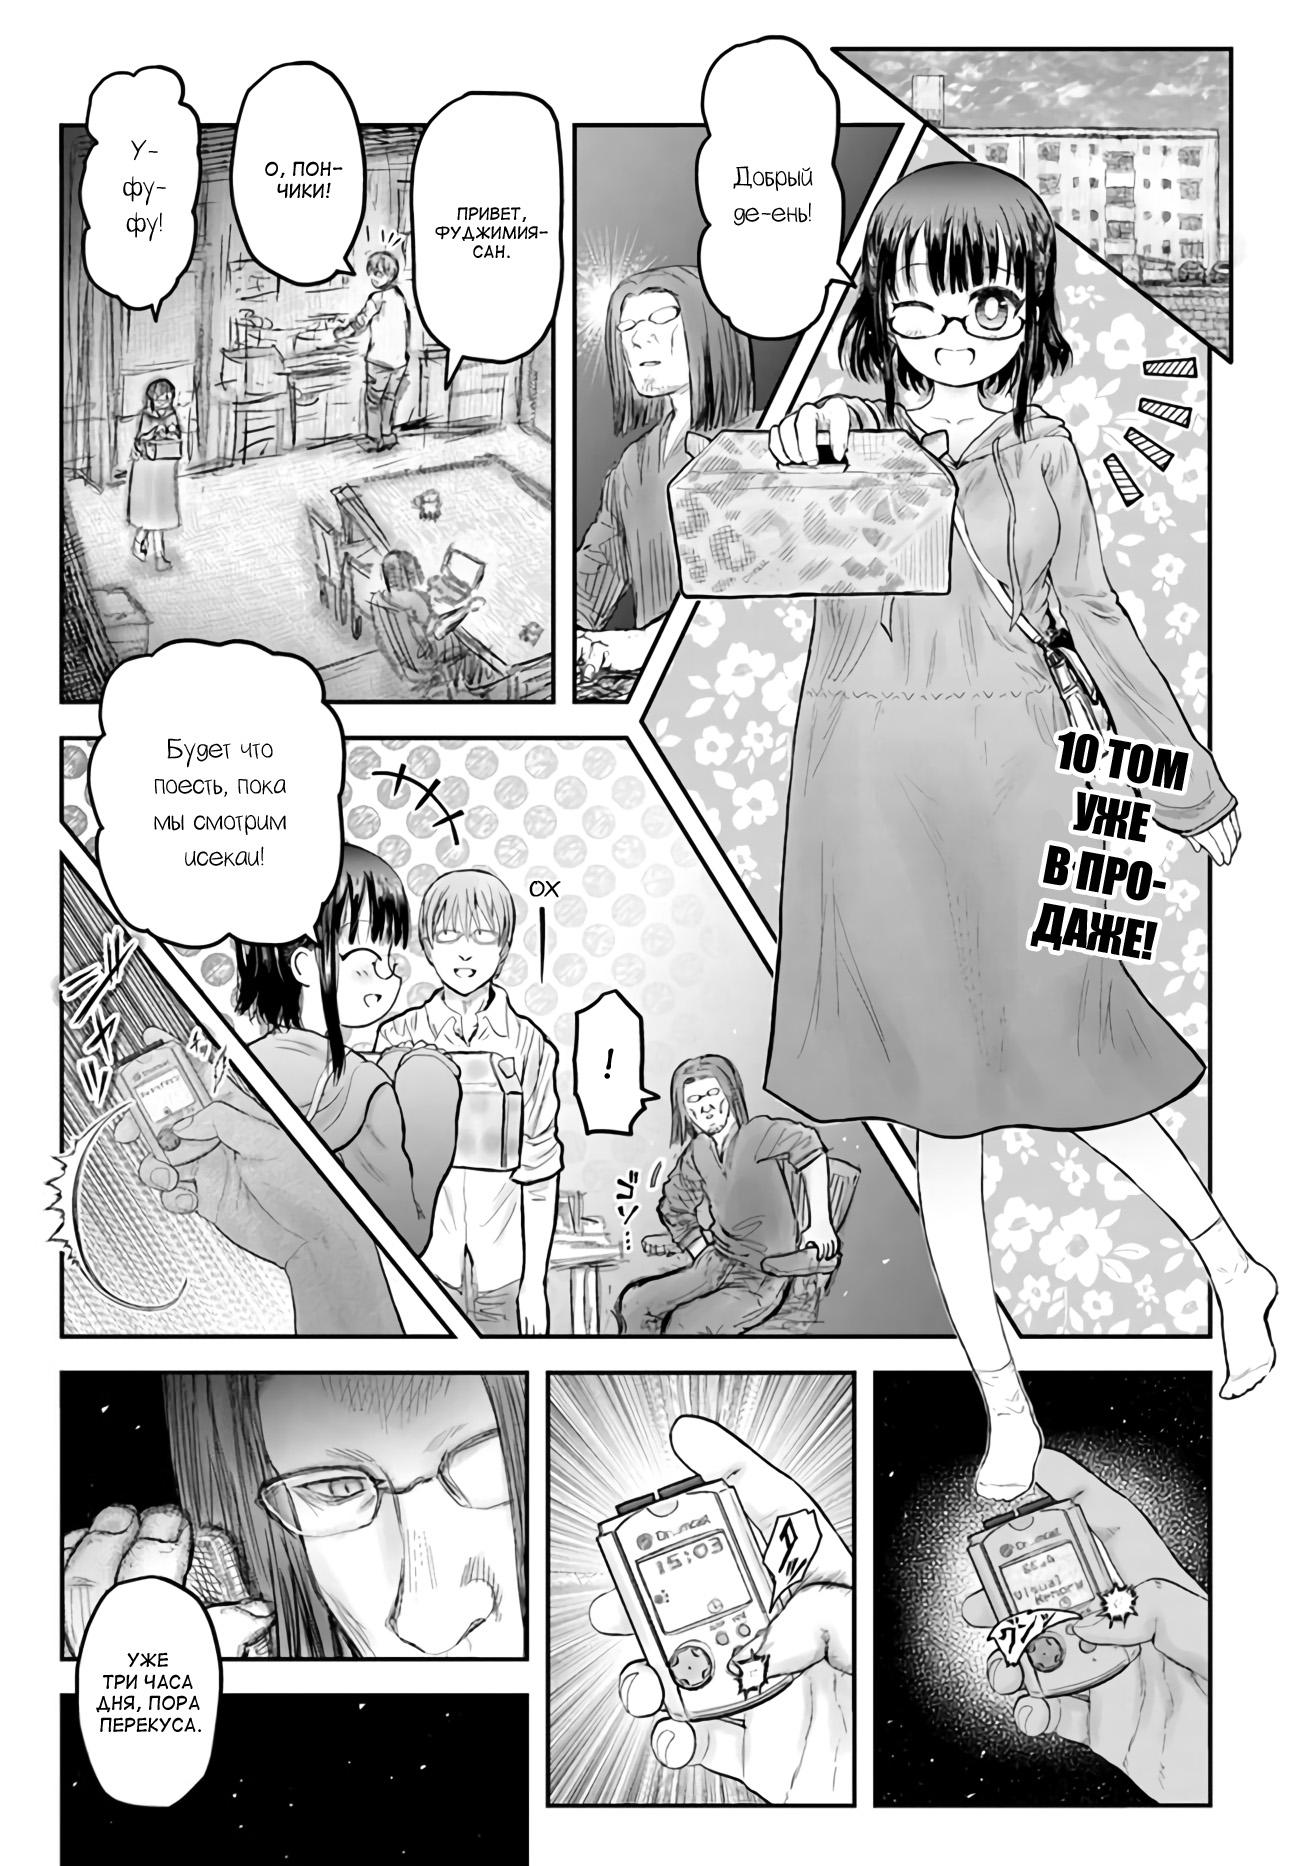 Добрый
де-ень!
10 ТОМ
УЖЕ
В ПРО-
ДАЖЕ!
ПРИВЕТ,
ФУДЖИМИЯ-
САН.
О, ПОН-
ЧИКИ!
У-
фу-
фу!
Будет что
поесть, пока
мы смотрим
исекаи!
ОХ
!
Visual
Memory
15:03
УЖЕ
ТРИ ЧАСА
ДНЯ, ПОРА
ПЕРЕКУСА.